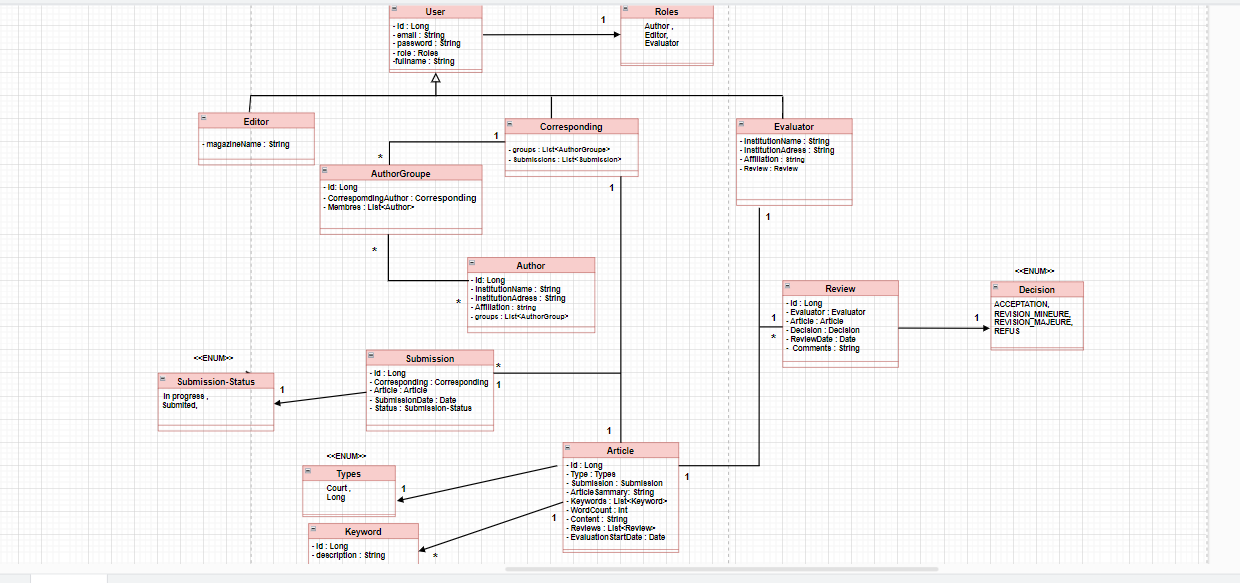 User
- Id : Long
- email : String
- password : String
- role : Roles
-fullname : String
1
Roles
Author ,
Editor,
Evaluator
Editor
- magazineName : String
1
*
Corresponding
- groups : List<AuthorGroups>
- Submissions : List<Submission>
1
Evaluator
- InstitutionName : String
- InstitutionAdress : String
- Affiliation : String
- Review : Review
1
AuthorGroupe
- Id: Long
- CorrespomdingAuthor : Corresponding
- Membres : List<Author>
*
*
Author
- Id: Long
- InstitutionName : String
- InstitutionAdress : String
- Affiliation : String
- groups : List<AuthorGroup>
Review
- Id : Long
- Evaluator : Evaluator
- Article : Article
- Decision : Decision
- ReviewDate : Date
- Comments : String
1
*
1
<<ENUM>>
Decision
ACCEPTATION,
REVISION_MINEURE,
REVISION_MAJEURE,
REFUS
<<ENUM>>
Submission-Status
In progress ,
Submited,
1
Submission
- Id : Long
- Corresponding : Corresponding
- Article : Article
- SubmissionDate : Date
- Status : Submission-Status
*
1
1
Article
- Id : Long
- Type : Types
- Submission : Submission
- ArticleSammary: String
- Keywords : List<Keyword>
- WordCount : Int
- Content : String
- Reviews : List<Review>
- EvaluationStartDate : Date
1
1
<<ENUM>>
Types
Court ,
Long
1
Keyword
- Id : Long
- description : String
*